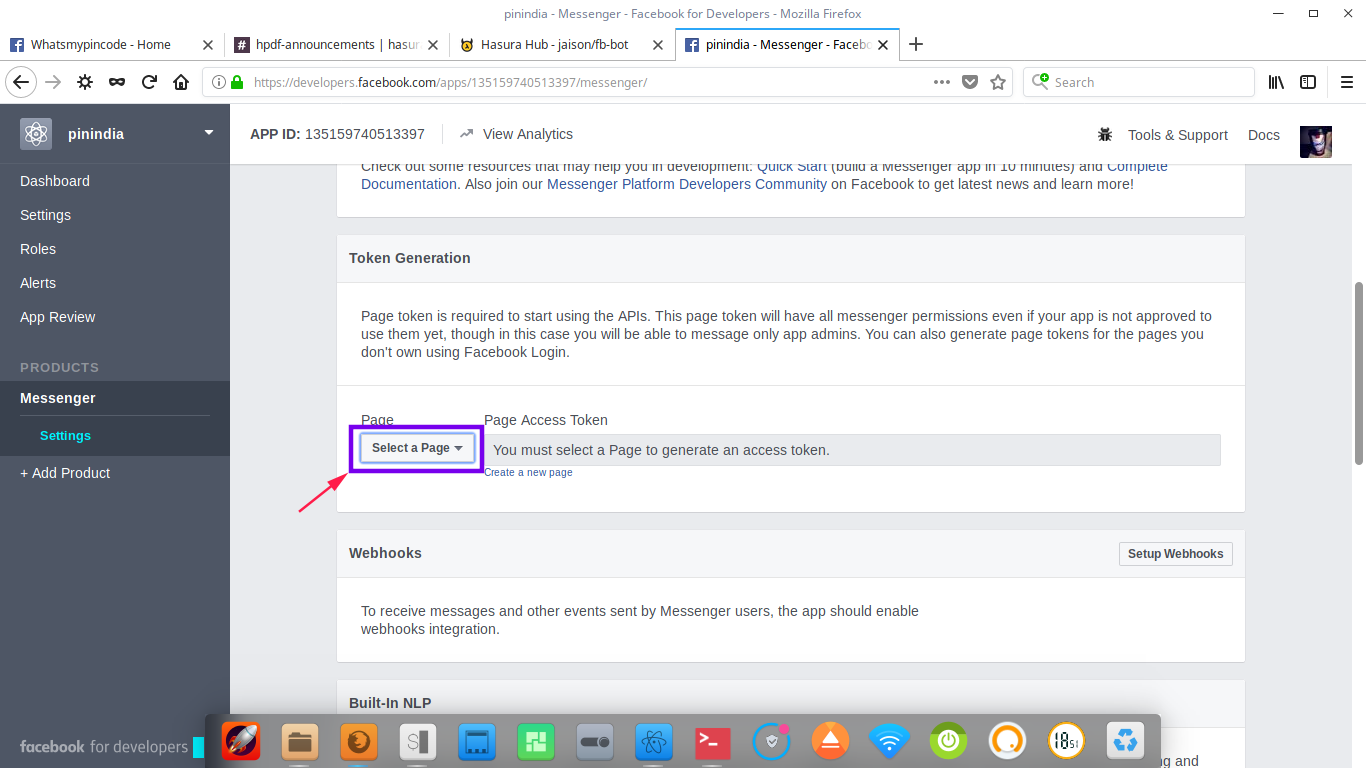 pinindia - Messenger - Facebook for Developers - Mozilla Firefox
Whatsmypincode - Home
hpdf-announcements | hasur
Hasura Hub - jaison/fb-bot
pinindia - Messenger - Facebo
https://developers.facebook.com/apps/135159740513397/messenger/
Search
pinindia
APP ID: 135159740513397
View Analytics
Tools & Support
Docs
Dashboard
Settings
Roles
Alerts
App Review
PRODUCTS
Messenger
Settings
+ Add Product
facebook for developers
Check out some resources that may help you in development: Quick Start (build a Messenger app in 10 minutes) and Complete
Documentation. Also join our Messenger Platform Developers Community on Facebook to get latest news and learn more!
Token Generation
Page token is required to start using the APIs. This page token will have all messenger permissions even if your app is not approved to
use them yet, though in this case you will be able to message only app admins. You can also generate page tokens for the pages you
don't own using Facebook Login.
Page
Page Access Token
Select a Page
You must select a Page to generate an access token.
Create a new page
Webhooks
Setup Webhooks
To receive messages and other events sent by Messenger users, the app should enable
webhooks integration.
Built-In NLP
S
18
51
and